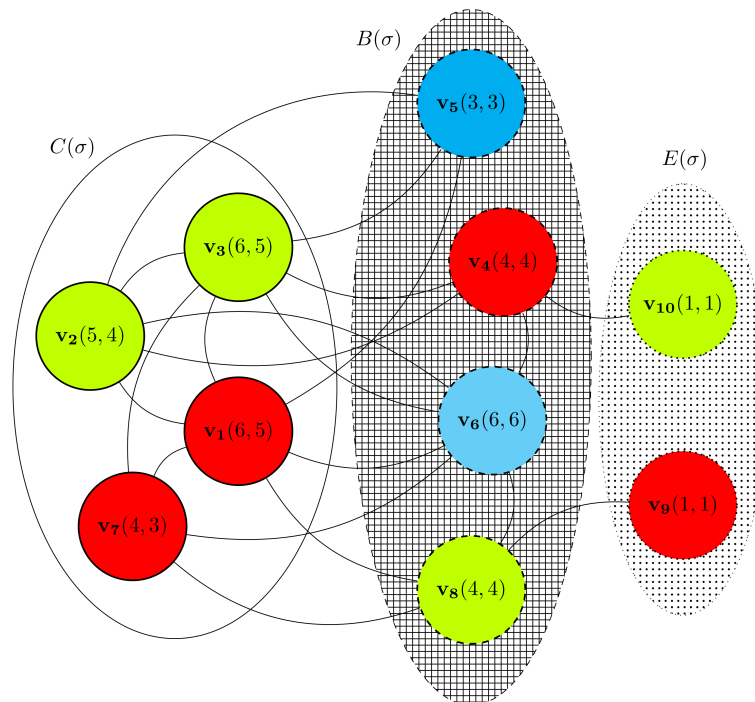 B(σ)
v₅(3, 3)
C(σ)
E(σ)
v₃(6, 5)
v₄(4, 4)
v₁₀(1, 1)
v₂(5, 4)
v₆(6, 6)
v₁(6, 5)
v₉(1, 1)
v₇(4, 3)
v₈(4, 4)